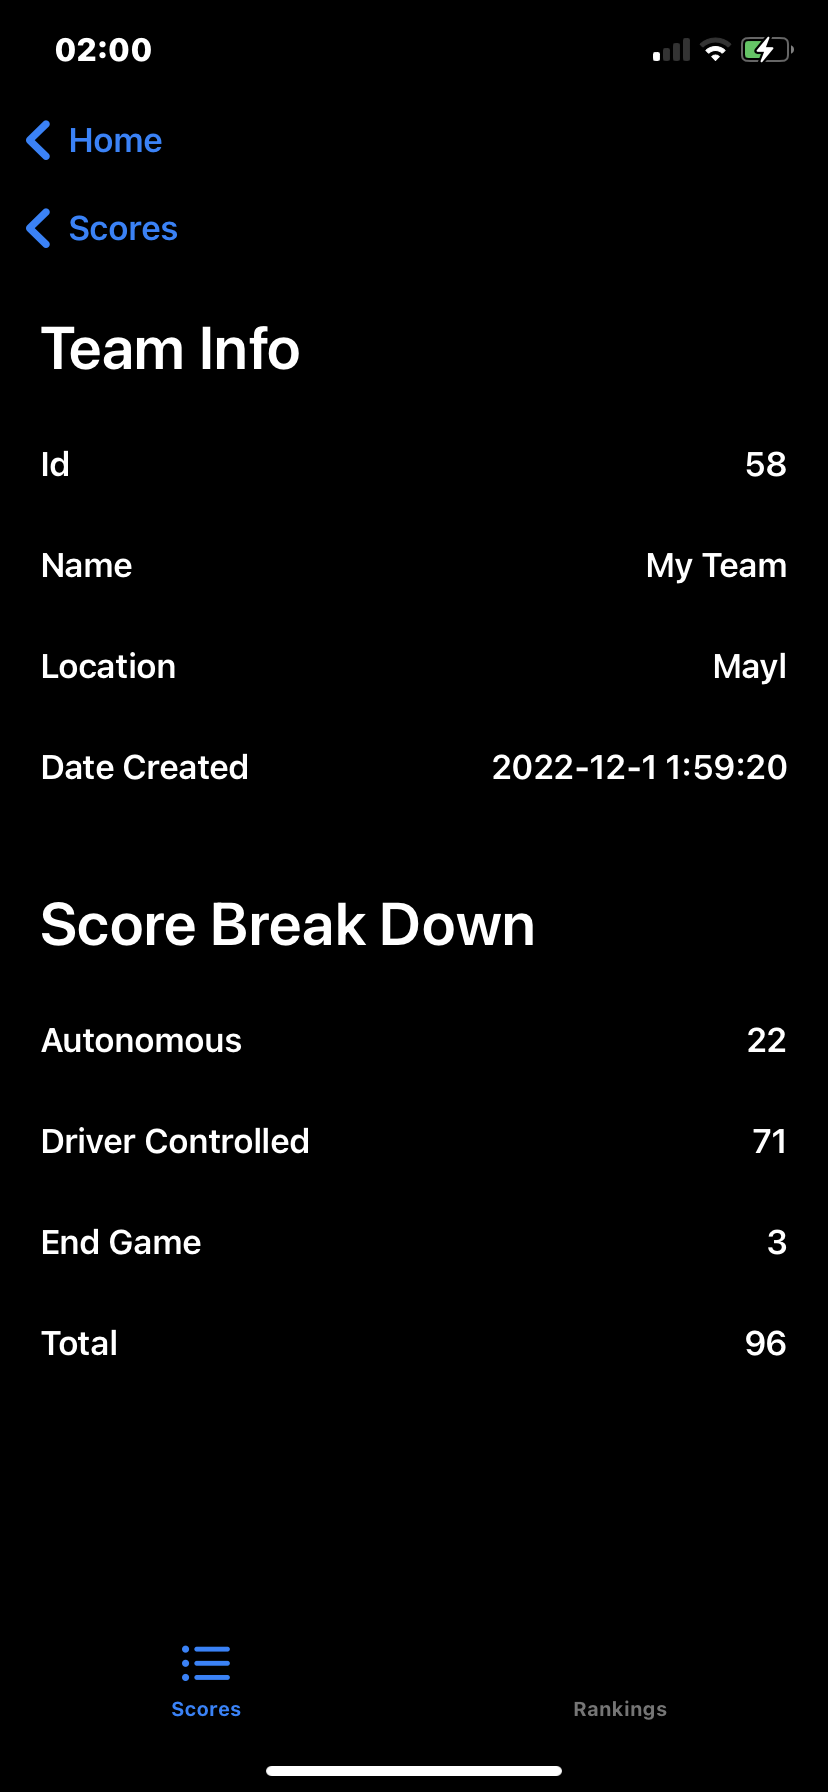 02:00
Home
Scores
Team Info
Id 58
Name My Team
Location Mayl
Date Created 2022-12-1 1:59:20
Score Break Down
Autonomous 22
Driver Controlled 71
End Game 3
Total 96
Scores Rankings